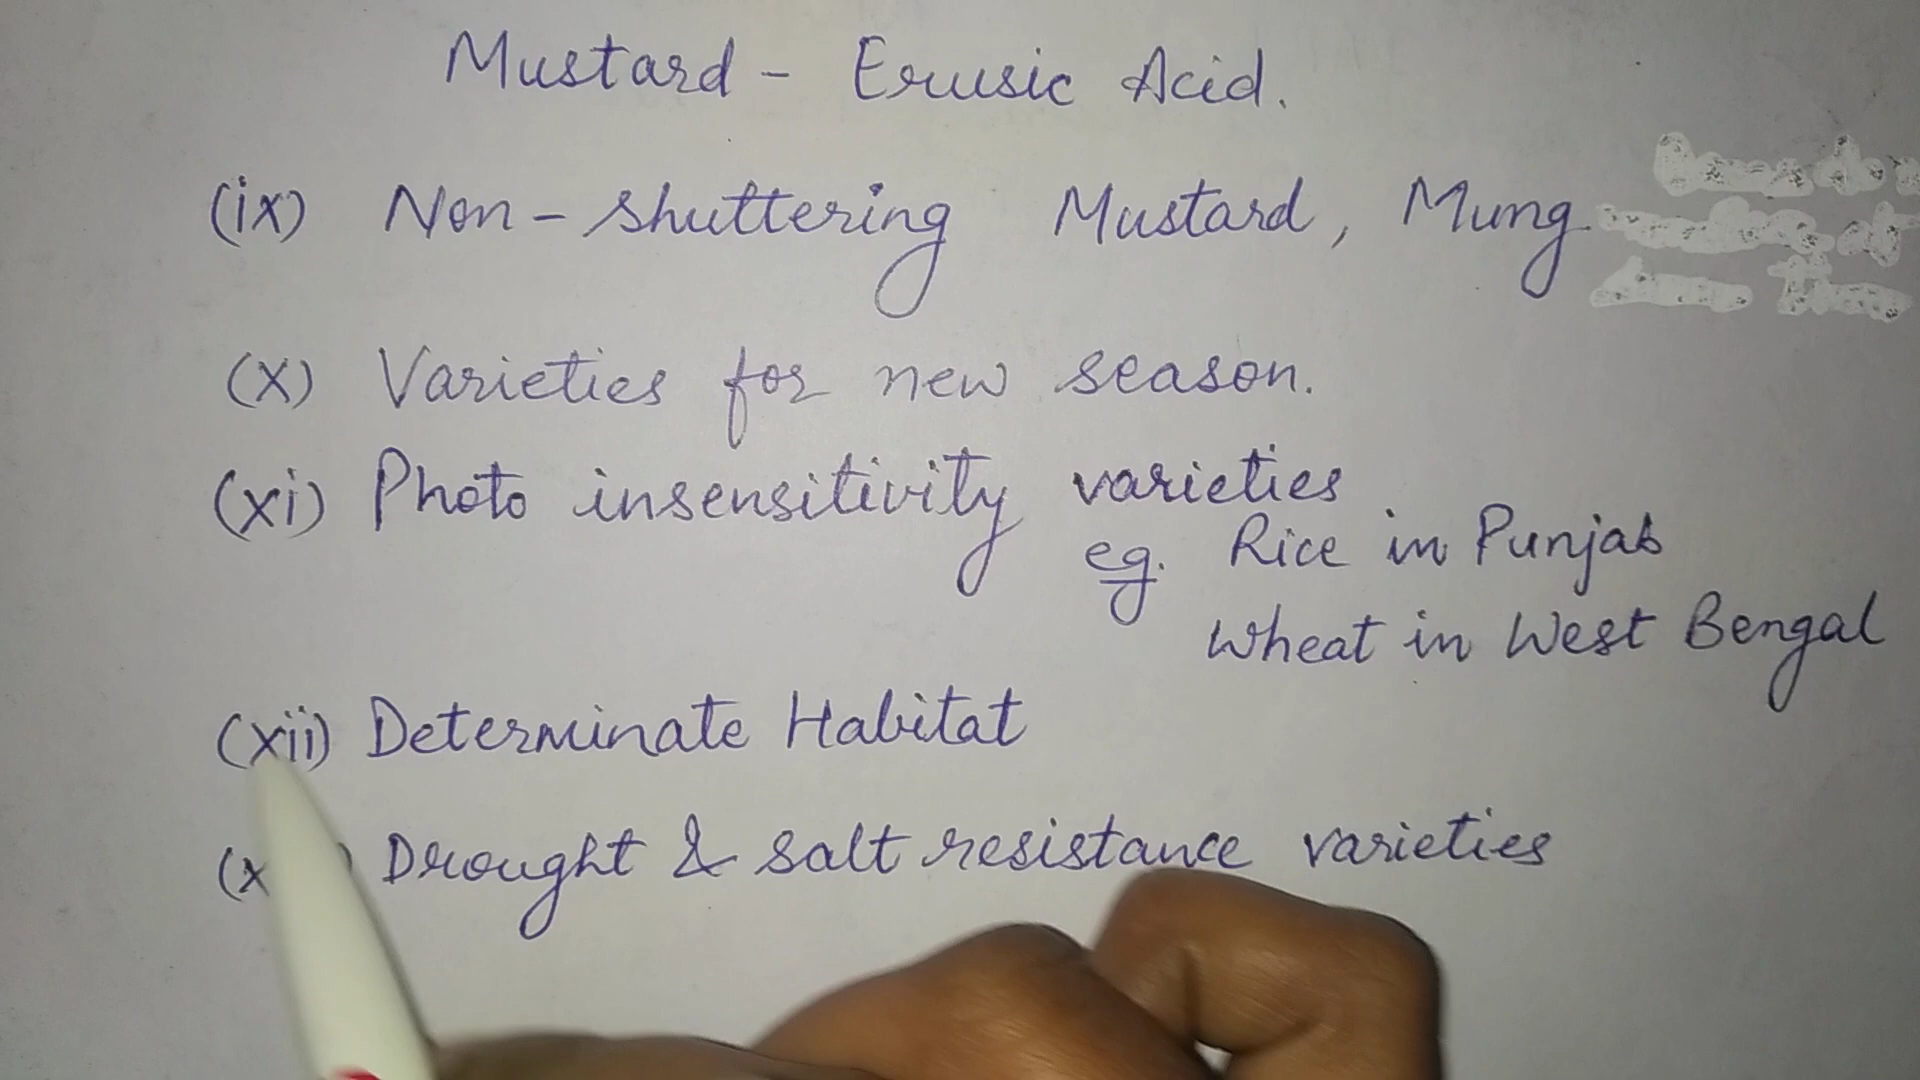 Mustard - Erusic Acid.
(ix) Non-shuttering Mustard, Mung
(x) Varieties for new season.
(xi) Photo insensitivity varieties
eg. Rice in Punjab
Wheat in West Bengal
(xii) Determinate Habitat
(x ) Drought & salt resistance varieties